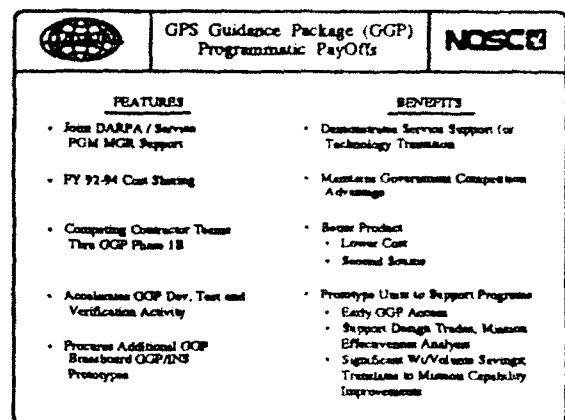 GPS Guidance Package (GGP)
Programmatic PayOffs
NOSC
FEATURES
• Joint DARPA / Service
PGM MGR Support
• FY 92-94 Cost Sharing
• Competing Contractor Teams
Thru GGP Phase 1B
• Accelerates GGP Dev, Test and
Verification Activity
• Procures Additional GGP
Brassboard GGP/INS
Prototypes
BENEFITS
• Demonstrates Service Support for
Technology Transition
• Maintains Government Competition
Advantage
• Better Product
• Lower Cost
• Second Source
• Prototype Units to Support Programs
• Early GGP Access
• Support Design Trades, Mission
Effectiveness Analyses
• Significant Wt/Volume Savings;
Translates to Mission Capability
Improvements